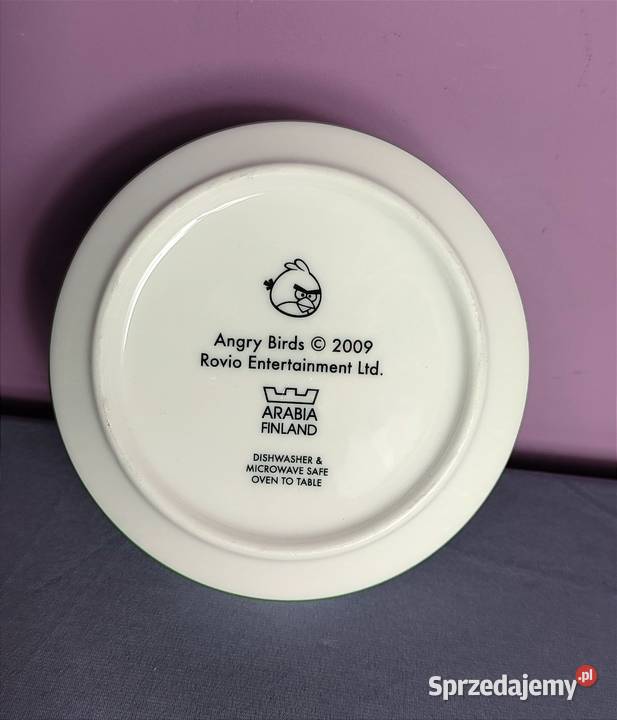 Angry Birds © 2009
Rovio Entertainment Ltd.
ARABIA
FINLAND
DISHWASHER &
MICROWAVE SAFE
OVEN TO TABLE
Sprzedajemy.pl